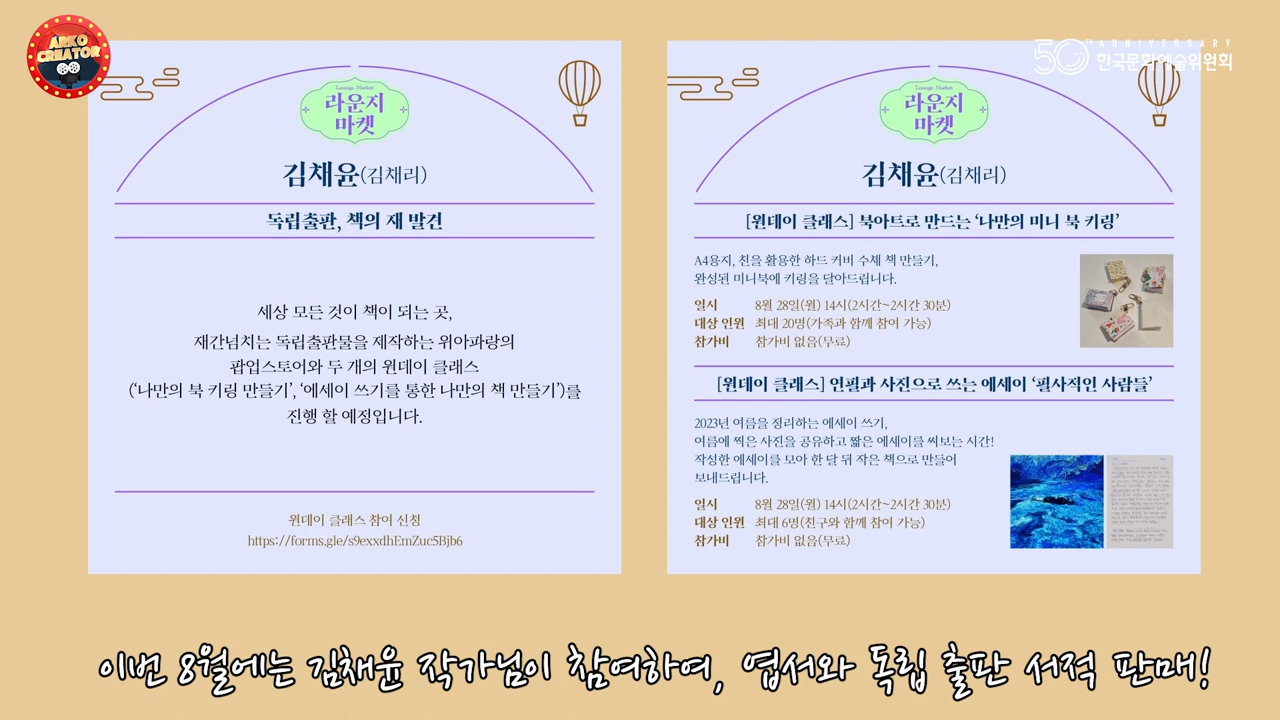 ARKO
CREATOR
50TH ANNIVERSARY
한국문화예술위원회
Lounge Market
라운지
마켓
김채윤(김채리)
독립출판, 책의 재 발견
세상 모든 것이 책이 되는 곳,
재간넘치는 독립출판물을 제작하는 위아파랑의
팝업스토어와 두 개의 원데이 클래스
(‘나만의 북 키링 만들기’, ‘에세이 쓰기를 통한 나만의 책 만들기’)를
진행 할 예정입니다.
원데이 클래스 참여 신청
Lounge Market
라운지
마켓
김채윤(김채리)
[원데이 클래스] 북아트로 만드는 ‘나만의 미니 북 키링’
A4용지, 천을 활용한 하드 커버 수제 책 만들기,
완성된 미니북에 키링을 달아드립니다.
일시 8월 28일(월) 14시(2시간~2시간 30분)
대상 인원 최대 20명(가족과 함께 참여 가능)
참가비 참가비 없음(무료)
[원데이 클래스] 연필과 사진으로 쓰는 에세이 ‘필사적인 사람들’
2023년 여름을 정리하는 에세이 쓰기,
여름에 찍은 사진을 공유하고 짧은 에세이를 써보는 시간!
작성한 에세이를 모아 한 달 뒤 작은 책으로 만들어
보내드립니다.
일시 8월 28일(월) 14시(2시간~2시간 30분)
대상 인원 최대 6명(친구와 함께 참여 가능)
참가비 참가비 없음(무료)
이번 8월에는 김채윤 작가님이 참여하여, 엽서와 독립 출판 서적 판매!